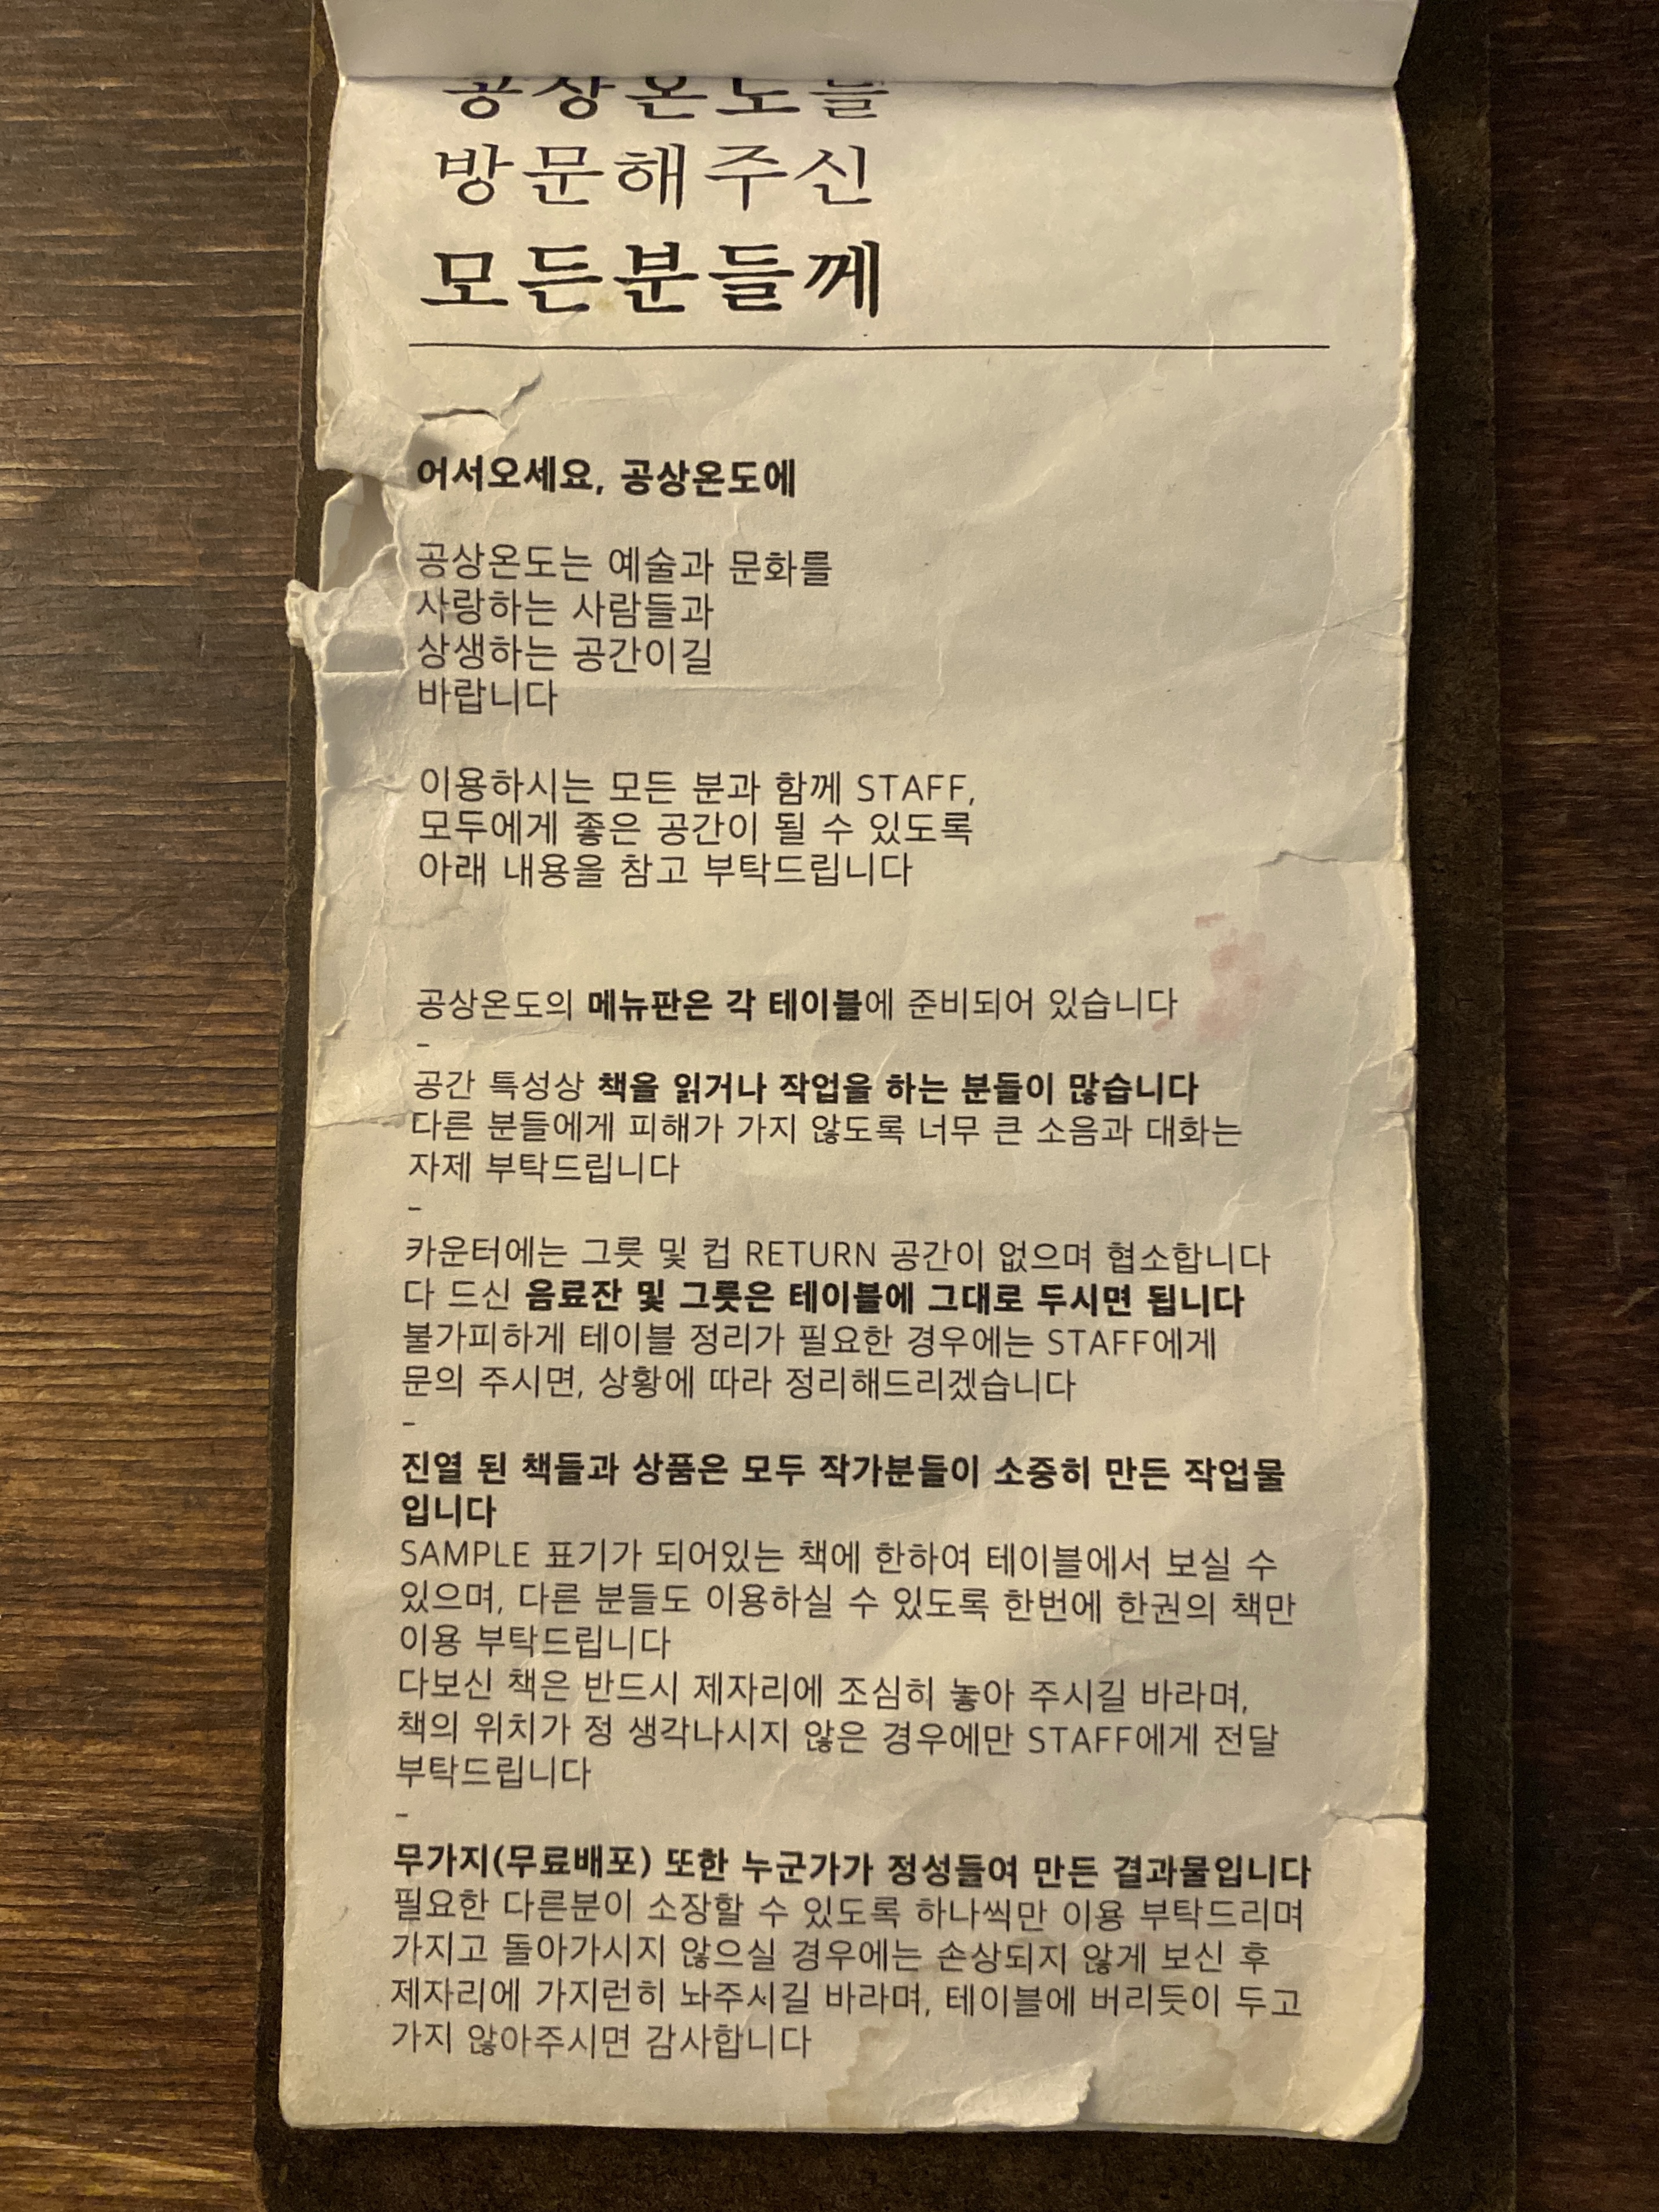 공상온도를
방문해주신
모든분들께
어서오세요, 공상온도에
공상온도는 예술과 문화를
사랑하는 사람들과
상생하는 공간이길
바랍니다
이용하시는 모든 분과 함께 STAFF,
모두에게 좋은 공간이 될 수 있도록
아래 내용을 참고 부탁드립니다
공상온도의 메뉴판은 각 테이블에 준비되어 있습니다
-
공간 특성상 책을 읽거나 작업을 하는 분들이 많습니다
다른 분들에게 피해가 가지 않도록 너무 큰 소음과 대화는
자제 부탁드립니다
-
카운터에는 그릇 및 컵 RETURN 공간이 없으며 협소합니다
다 드신 음료잔 및 그릇은 테이블에 그대로 두시면 됩니다
불가피하게 테이블 정리가 필요한 경우에는 STAFF에게
문의 주시면, 상황에 따라 정리해드리겠습니다
-
진열 된 책들과 상품은 모두 작가분들이 소중히 만든 작업물
입니다
SAMPLE 표기가 되어있는 책에 한하여 테이블에서 보실 수
있으며, 다른 분들도 이용하실 수 있도록 한번에 한권의 책만
이용 부탁드립니다
다보신 책은 반드시 제자리에 조심히 놓아 주시길 바라며,
책의 위치가 정 생각나시지 않은 경우에만 STAFF에게 전달
부탁드립니다
-
무가지(무료배포) 또한 누군가가 정성들여 만든 결과물입니다
필요한 다른분이 소장할 수 있도록 하나씩만 이용 부탁드리며
가지고 돌아가시지 않으실 경우에는 손상되지 않게 보신 후
제자리에 가지런히 놔주시길 바라며, 테이블에 버리듯이 두고
가지 않아주시면 감사합니다